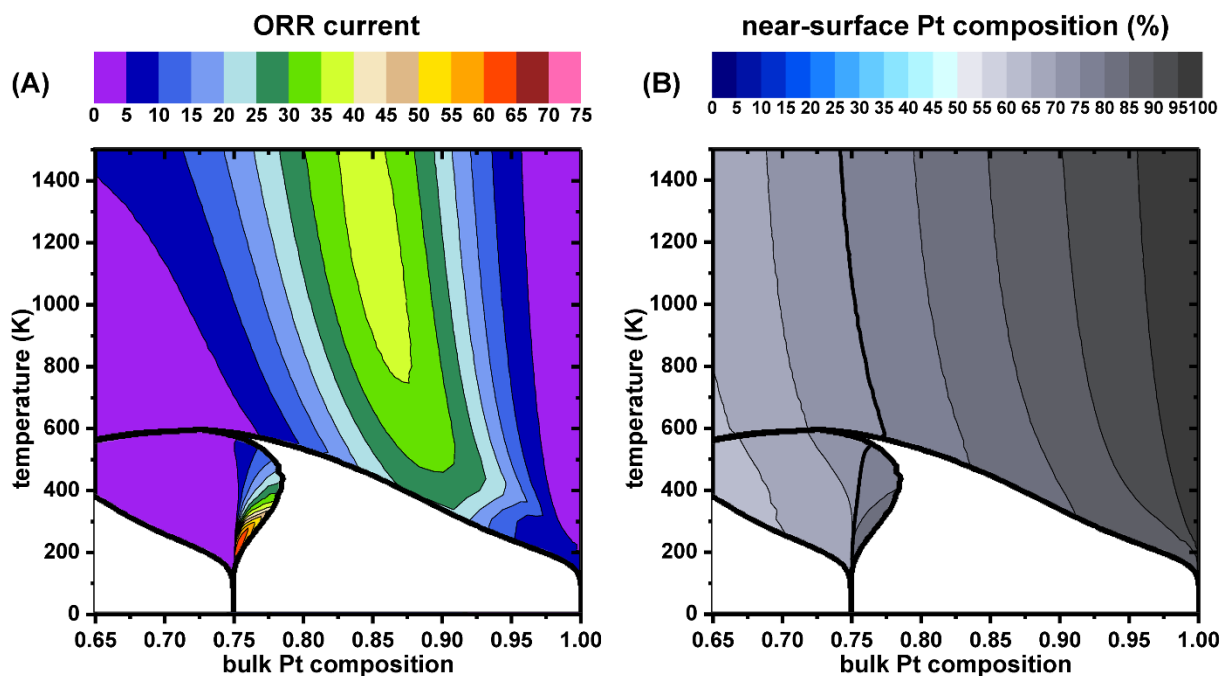 ORR current
(A)
0 5 10 15 20 25 30 35 40 45 50 55 60 65 70 75
temperature (K)
1400
1200
1000
800
600
400
200
0
0.65 0.70 0.75 0.80 0.85 0.90 0.95 1.00
bulk Pt composition
near-surface Pt composition (%)
(B)
0 5 10 15 20 25 30 35 40 45 50 55 60 65 70 75 80 85 90 95 100
temperature (K)
1400
1200
1000
800
600
400
200
0
0.65 0.70 0.75 0.80 0.85 0.90 0.95 1.00
bulk Pt composition